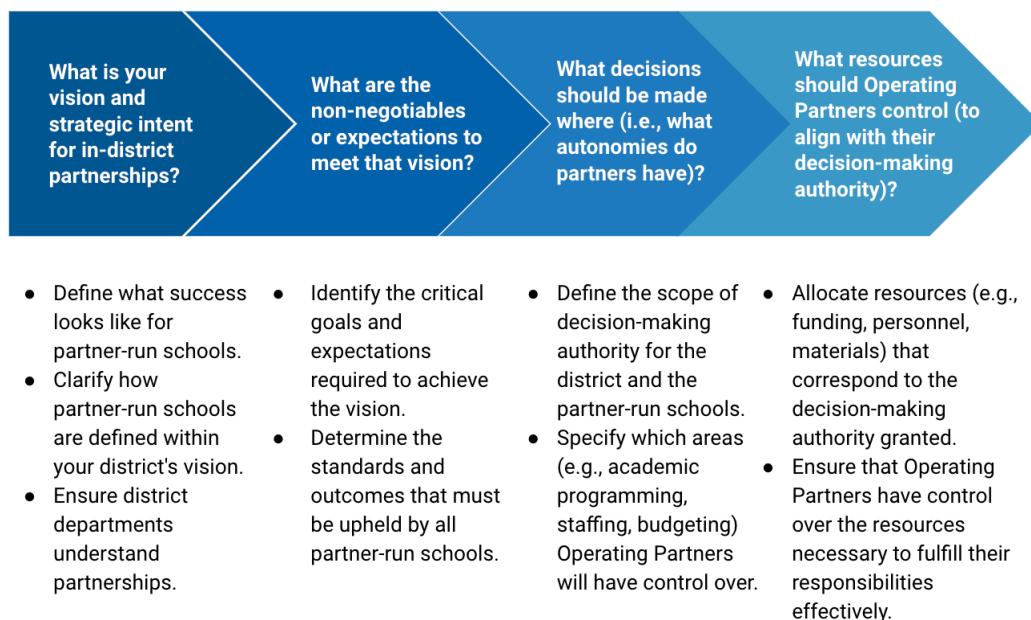 What is your
vision and
strategic intent
for in-district
partnerships?
What are the
non-negotiables
or expectations to
meet that vision?
What decisions
should be made
where (i.e., what
autonomies do
partners have)?
What resources
should Operating
Partners control (to
align with their
decision-making
authority)?
● Define what success
looks like for
partner-run schools.
● Clarify how
partner-run schools
are defined within
your district's vision.
● Ensure district
departments
understand
partnerships.
● Identify the critical
goals and
expectations
required to achieve
the vision.
● Determine the
standards and
outcomes that must
be upheld by all
partner-run schools.
● Define the scope of
decision-making
authority for the
district and the
partner-run schools.
● Specify which areas
(e.g., academic
programming,
staffing, budgeting)
Operating Partners
will have control over.
● Allocate resources (e.g.,
funding, personnel,
materials) that
correspond to the
decision-making
authority granted.
● Ensure that Operating
Partners have control
over the resources
necessary to fulfill their
responsibilities
effectively.